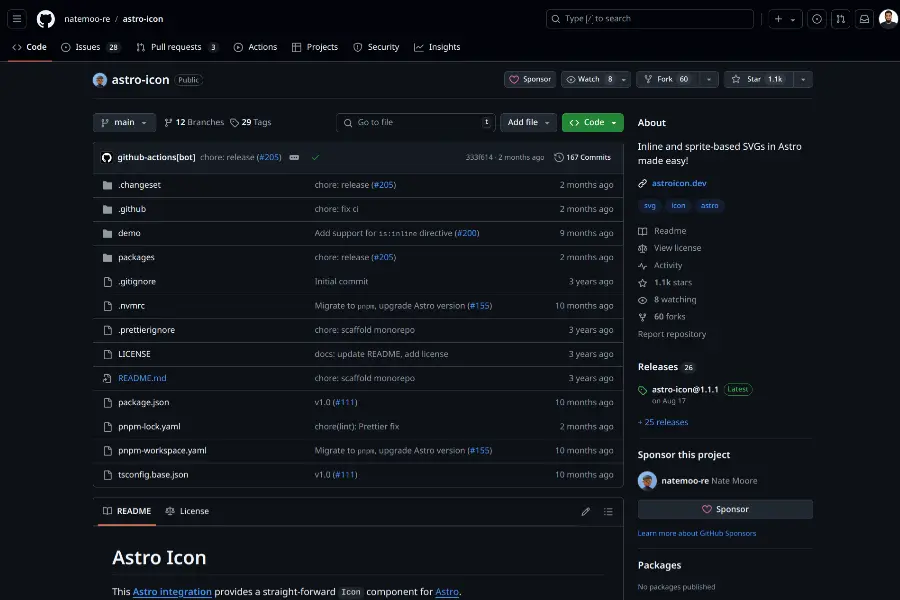 natemoo-re / astro-icon
Type [/] to search
Code
Issues 28
Pull requests 3
Actions
Projects
Security
Insights
astro-icon Public
Sponsor
Watch 8
Fork 60
Star 1.1k
main
12 Branches
29 Tags
Go to file t
Add file
Code
github-actions[bot] chore: release (#205)
333f614 · 2 months ago
167 Commits
.changeset chore: release (#205) 2 months ago
.github chore: fix ci 2 months ago
demo Add support for is:inline directive (#200) 9 months ago
packages chore: release (#205) 2 months ago
.gitignore Initial commit 3 years ago
.nvmrc Migrate to pnpm, upgrade Astro version (#155) 10 months ago
.prettierignore chore: scaffold monorepo 3 years ago
LICENSE docs: update README, add license 3 years ago
README.md chore: scaffold monorepo 3 years ago
package.json v1.0 (#111) 10 months ago
pnpm-lock.yaml chore(lint): Prettier fix 2 months ago
pnpm-workspace.yaml Migrate to pnpm, upgrade Astro version (#155) 10 months ago
tsconfig.base.json v1.0 (#111) 10 months ago
README
License
Astro Icon
This Astro integration provides a straight-forward Icon component for Astro.
About
Inline and sprite-based SVGs in Astro
made easy!
astroicon.dev
svg icon astro
Readme
View license
Activity
1.1k stars
8 watching
60 forks
Report repository
Releases 26
astro-icon@1.1.1 Latest
on Aug 17
+ 25 releases
Sponsor this project
natemoo-re Nate Moore
Sponsor
Learn more about GitHub Sponsors
Packages
No packages published